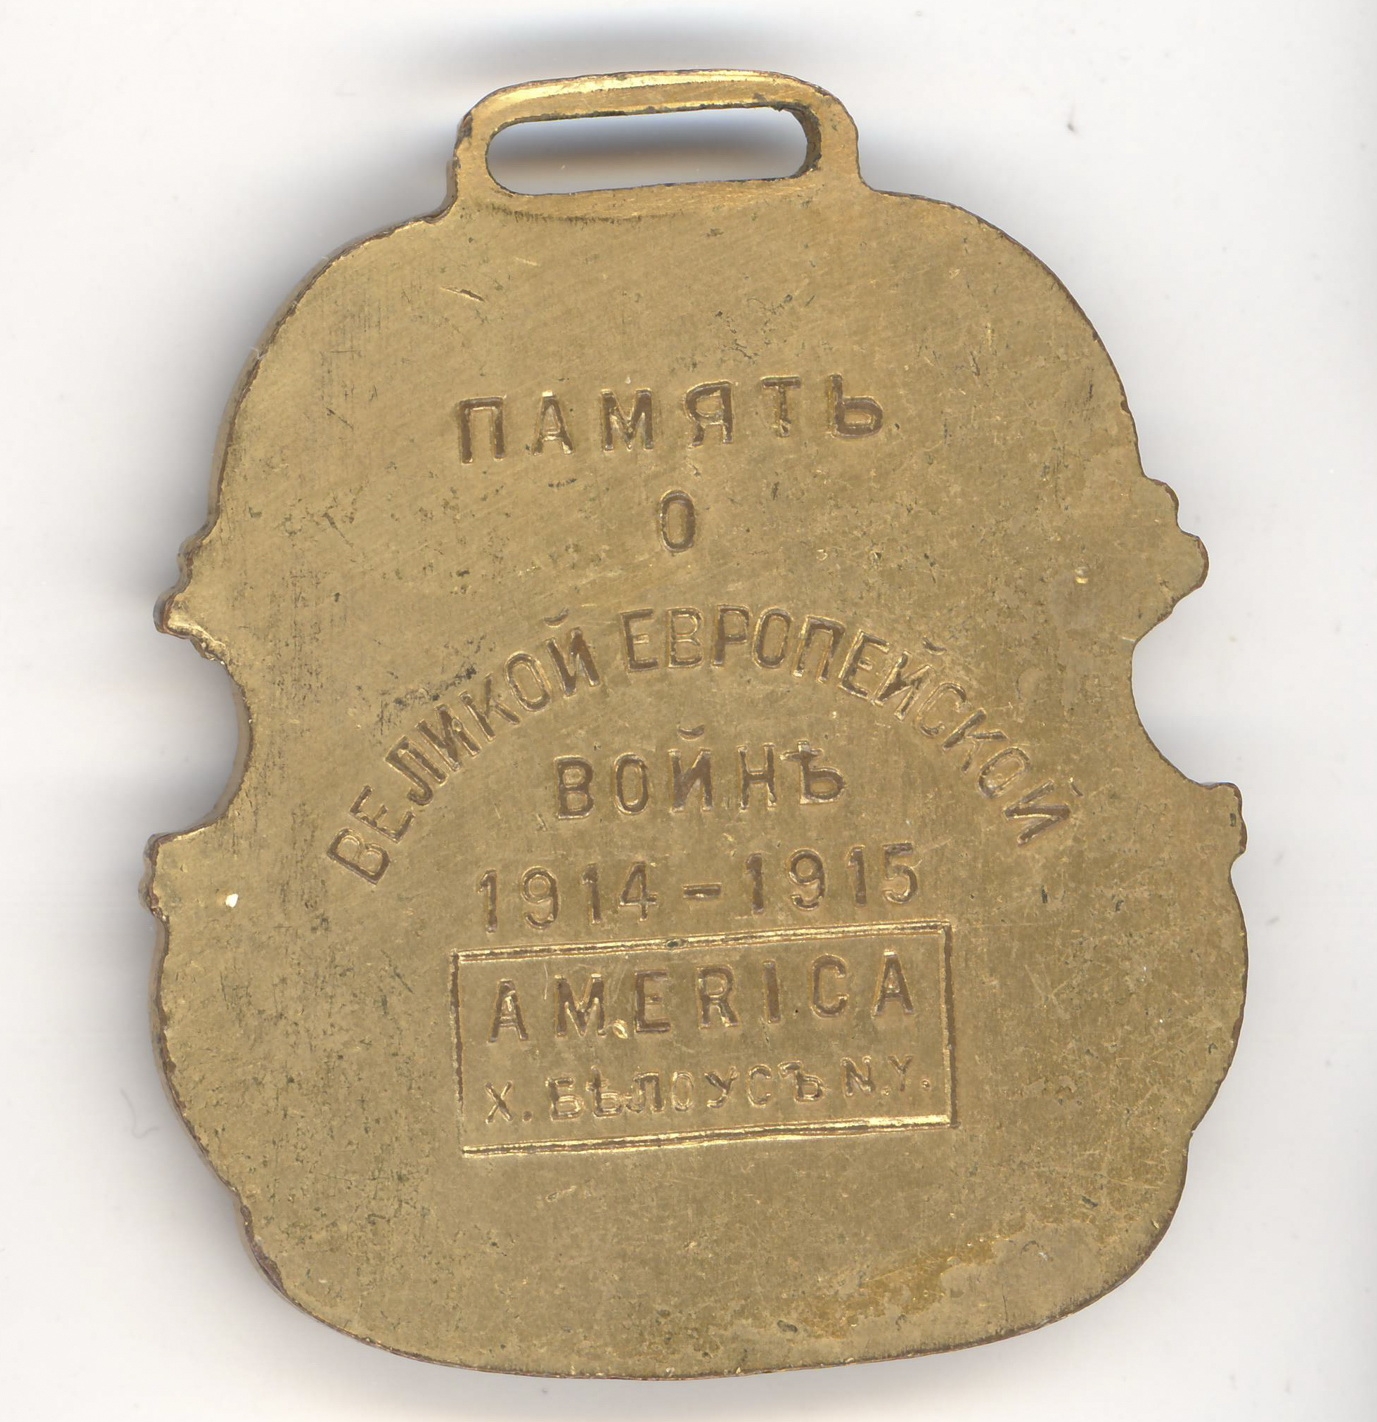 ПАМЯТЬ
О
ВЕЛИКОЙ ЕВРОПЕЙСКОЙ
ВОЙНѢ
1914-1915
AMERICA
Х. БѢЛОУСЪ N.Y.